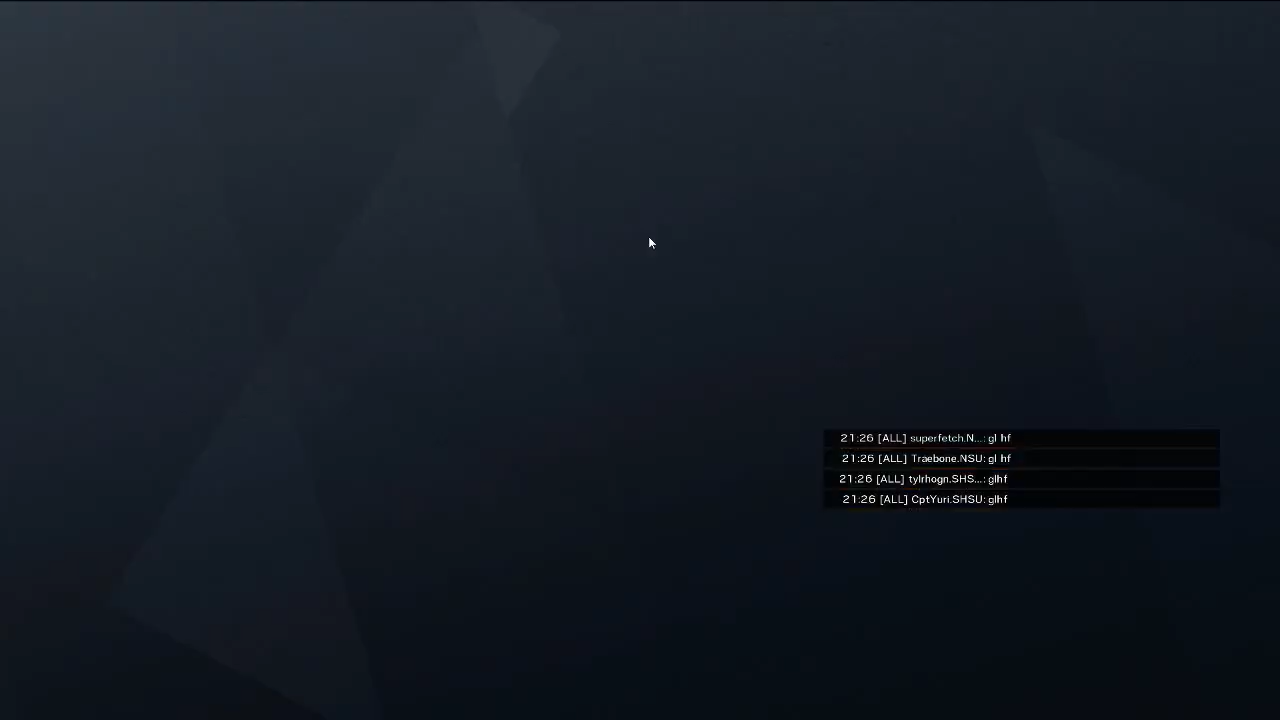 21:26 [ALL] superfetch.N...: gl hf
21:26 [ALL] Traebone.NSU: gl hf
21:26 [ALL] tylrhogn.SHS...: glhf
21:26 [ALL] CptYuri.SHSU: glhf